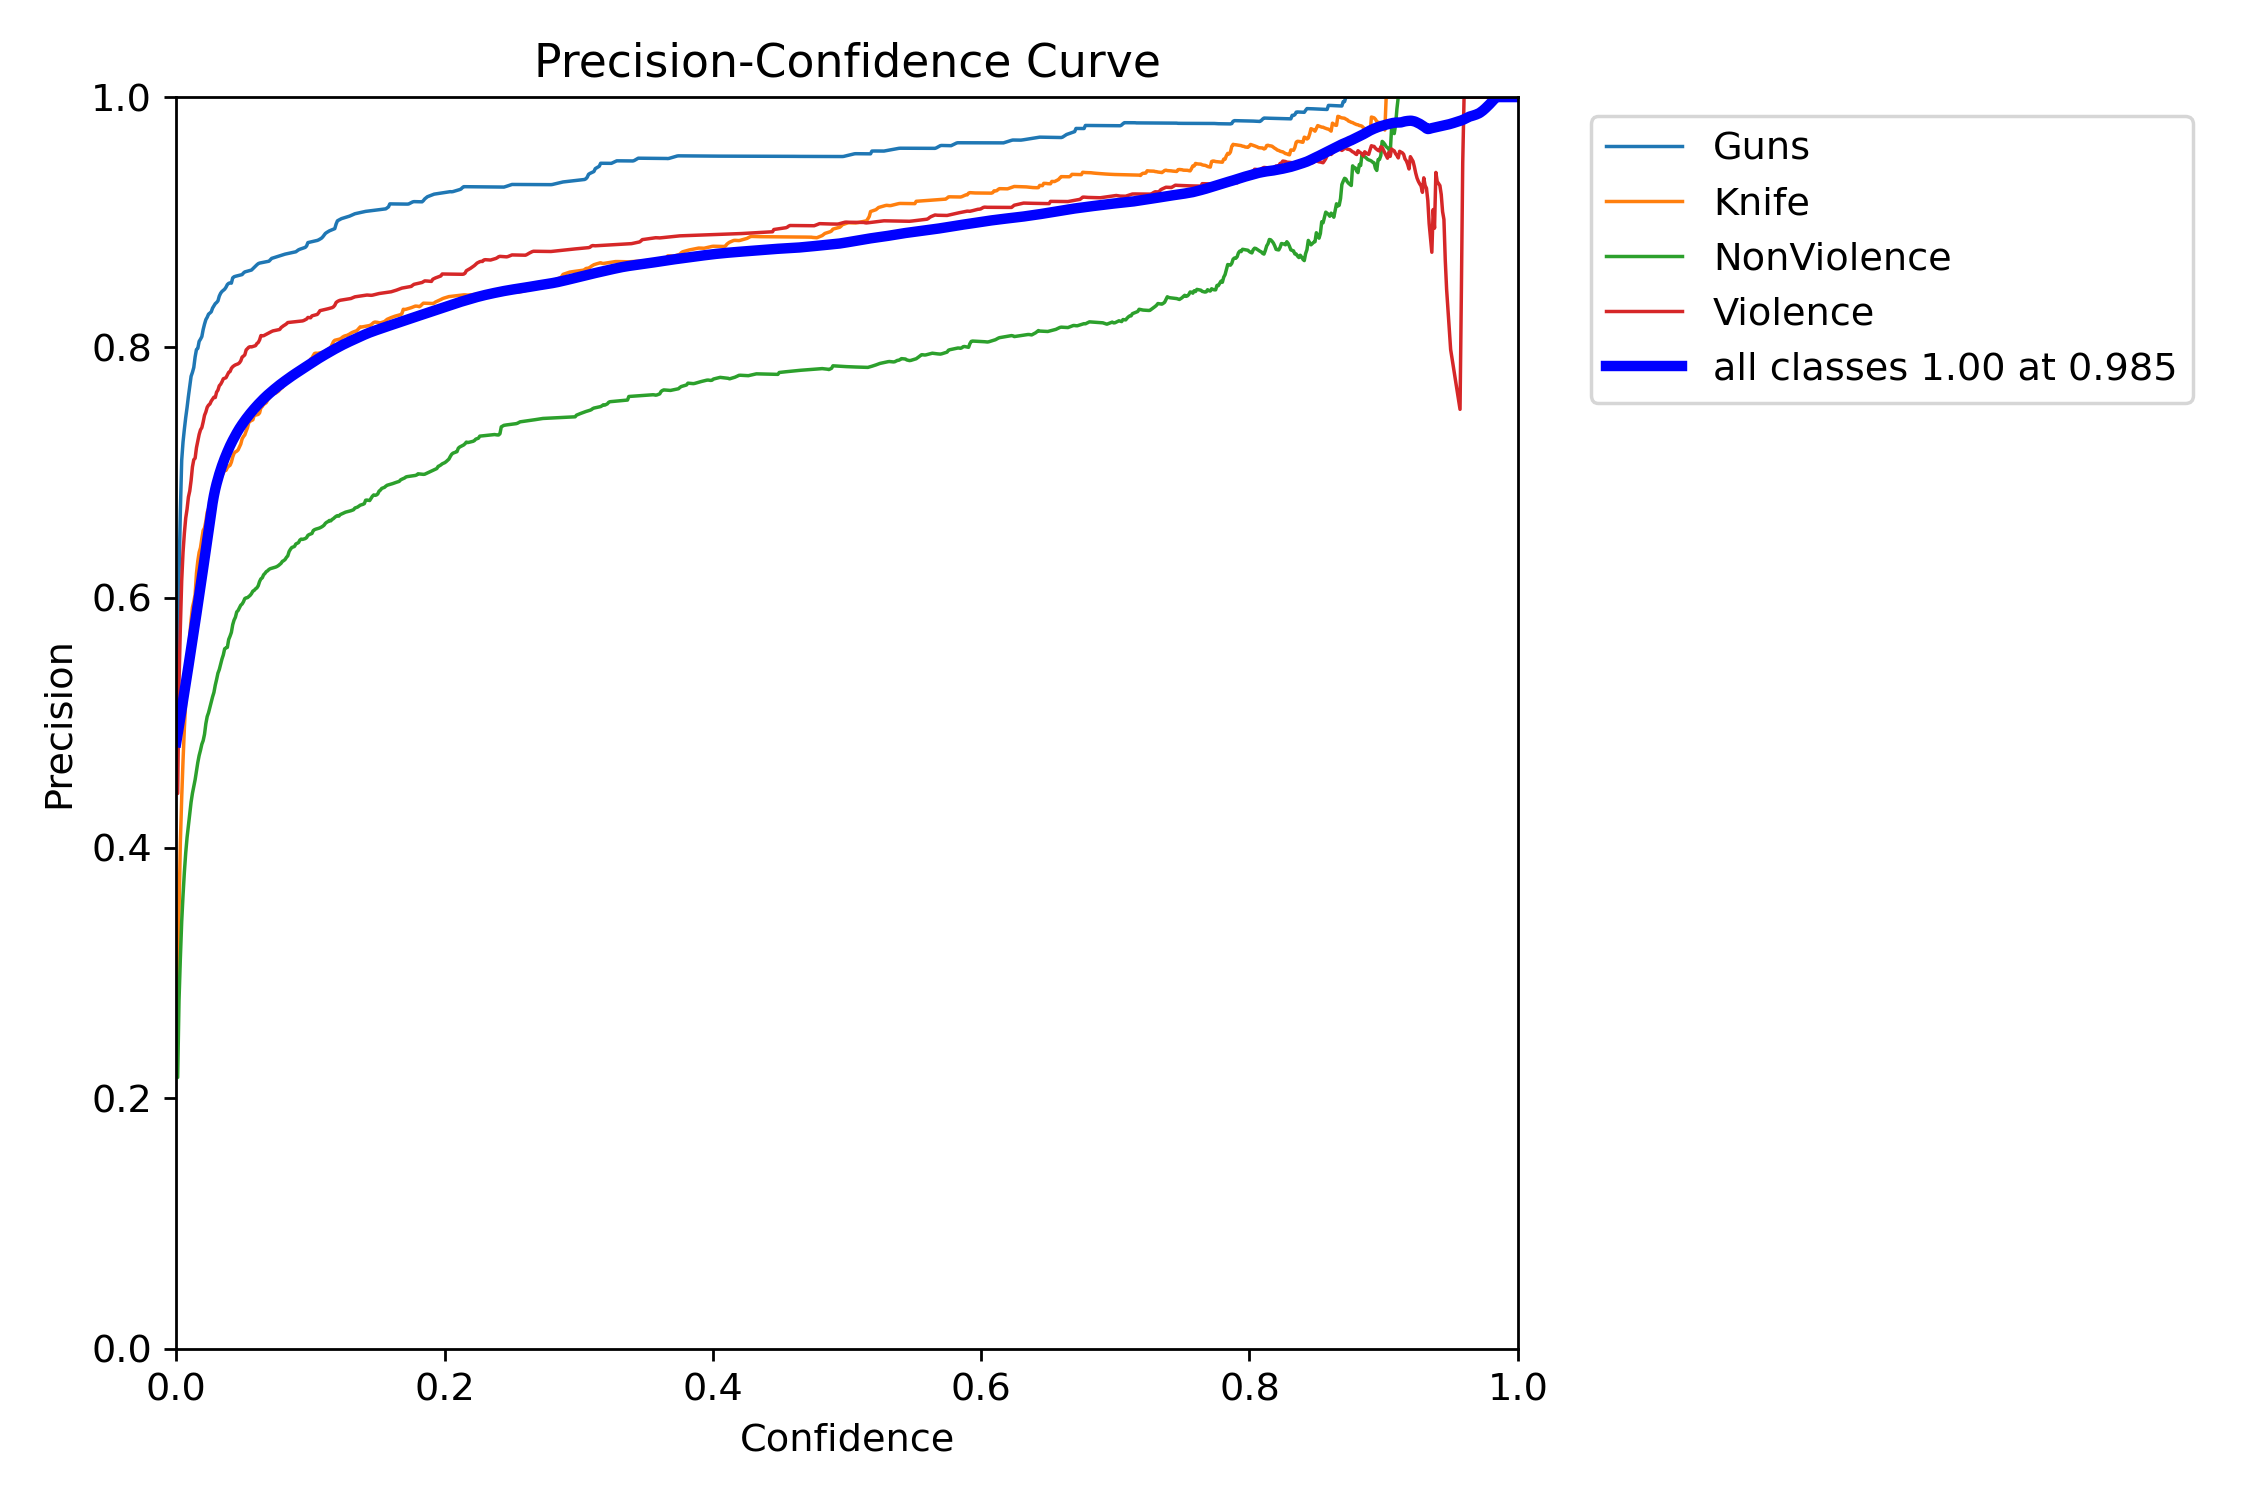 Precision-Confidence Curve
1.0
0.8
0.6
0.4
0.2
0.0
Precision
0.0 0.2 0.4 0.6 0.8 1.0
Confidence
Guns
Knife
NonViolence
Violence
all classes 1.00 at 0.985